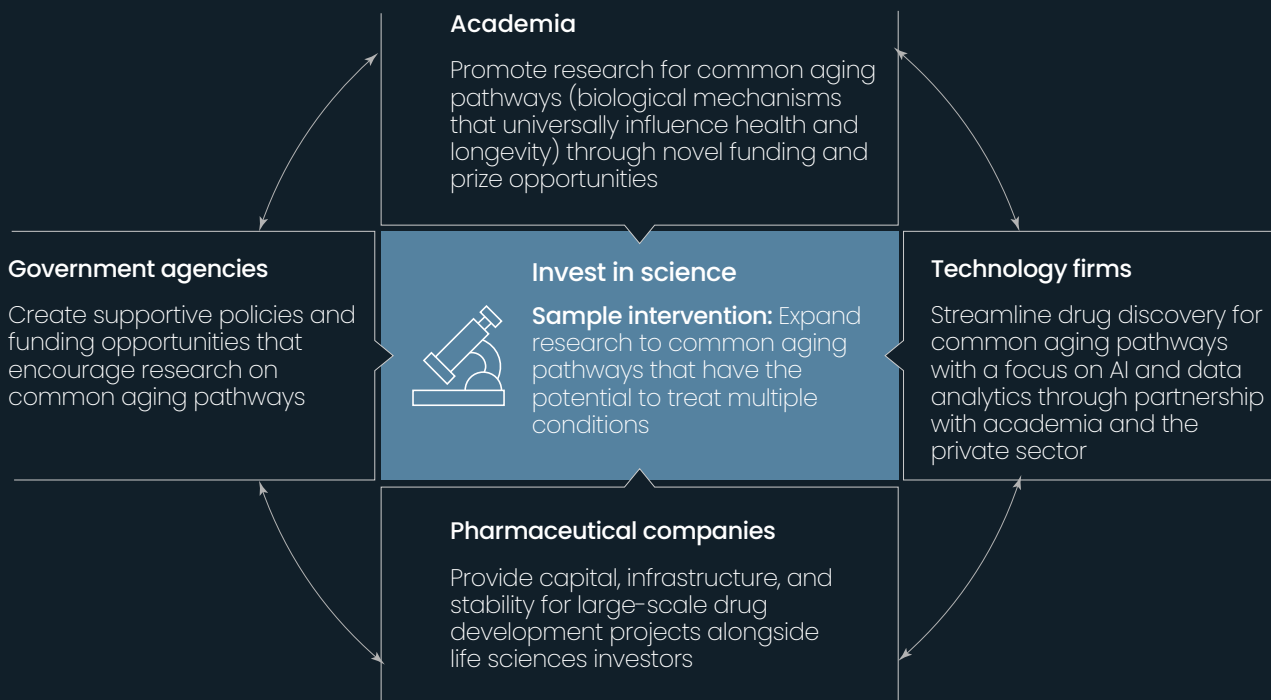 Academia
Promote research for common aging
pathways (biological mechanisms
that universally influence health and
longevity) through novel funding and
prize opportunities
Government agencies
Create supportive policies and
funding opportunities that
encourage research on
common aging pathways
Invest in science
Sample intervention: Expand
research to common aging
pathways that have the
potential to treat multiple
conditions
Technology firms
Streamline drug discovery for
common aging pathways
with a focus on AI and data
analytics through partnership
with academia and the
private sector
Pharmaceutical companies
Provide capital, infrastructure, and
stability for large-scale drug
development projects alongside
life sciences investors